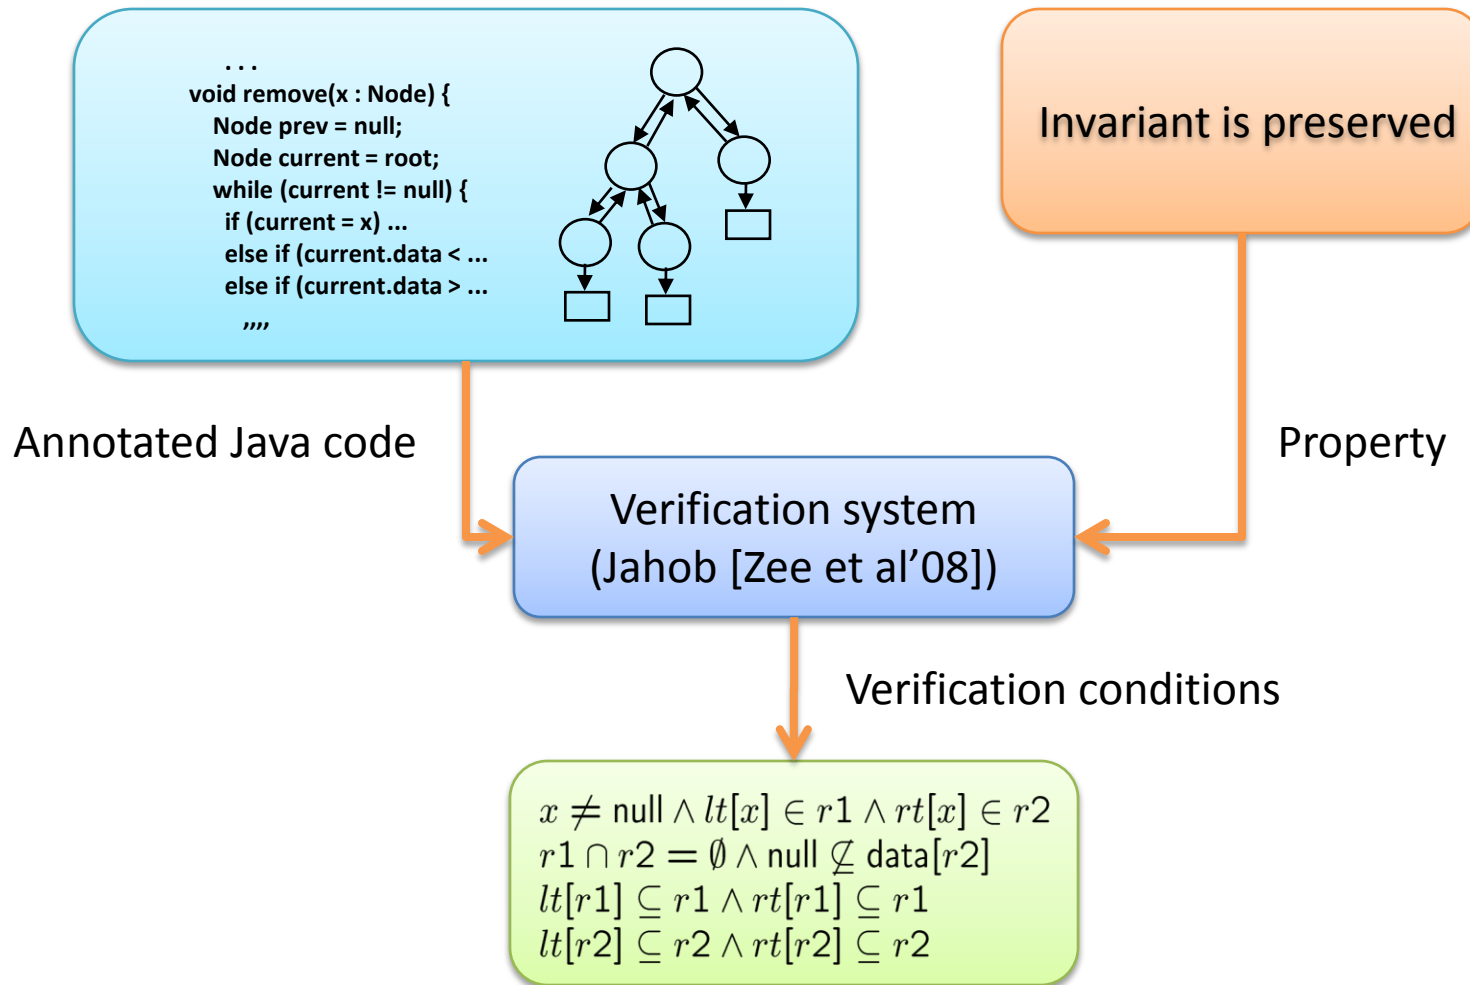 . . .
void remove(x : Node) {
Node prev = null;
Node current = root;
while (current != null) {
if (current = x) ...
else if (current.data < ...
else if (current.data > ...
,,,,
Invariant is preserved
Annotated Java code
Property
Verification system
(Jahob [Zee et al’08])
Verification conditions
x ≠ null ∧ lt[x] ∈ r1 ∧ rt[x] ∈ r2
r1 ∩ r2 = ∅ ∧ null ⊈ data[r2]
lt[r1] ⊆ r1 ∧ rt[r1] ⊆ r1
lt[r2] ⊆ r2 ∧ rt[r2] ⊆ r2